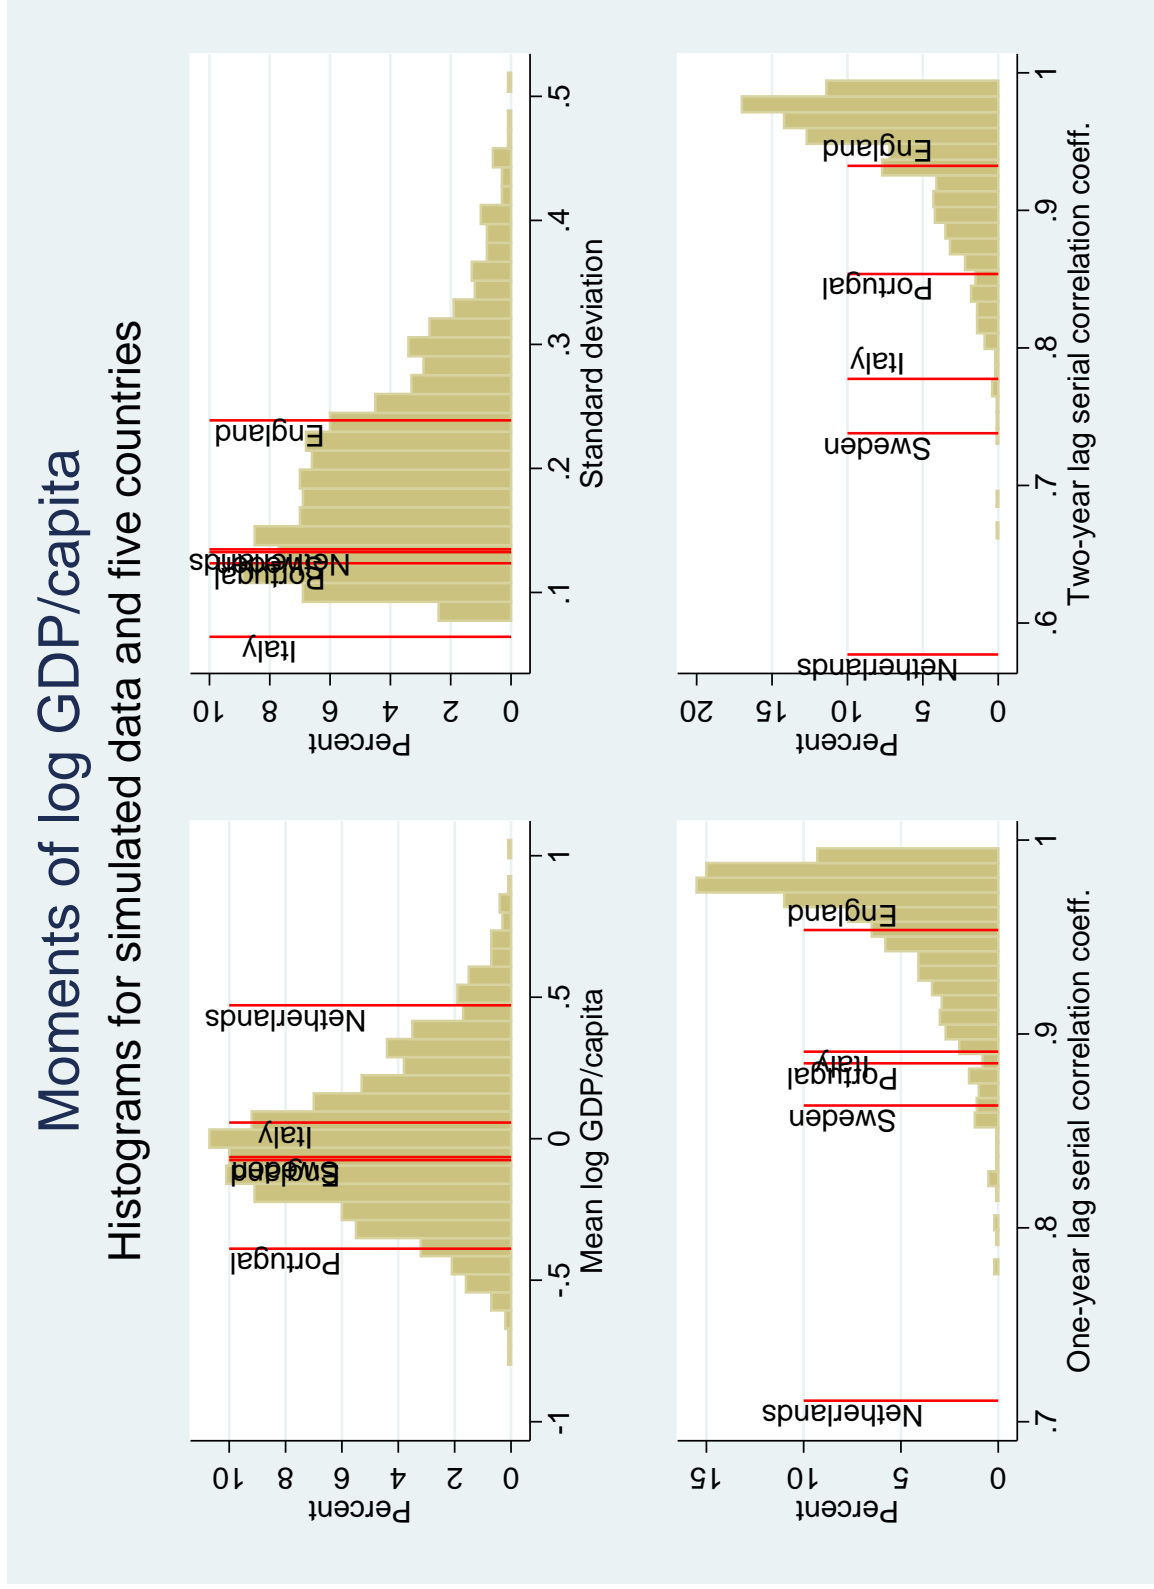 Moments of log GDP/capita
Histograms for simulated data and five countries
Percent
0 2 4 6 8 10
Portugal
England
Sweden
Italy
Netherlands
-1 -.5 0 .5 1
Mean log GDP/capita
Percent
0 2 4 6 8 10
Italy
Portugal
Sweden
Netherlands
England
.1 .2 .3 .4 .5
Standard deviation
Percent
0 5 10 15
Netherlands
Sweden
Portugal
Italy
England
.7 .8 .9 1
One-year lag serial correlation coeff.
Percent
0 5 10 15 20
Netherlands
Sweden
Italy
Portugal
England
.6 .7 .8 .9 1
Two-year lag serial correlation coeff.